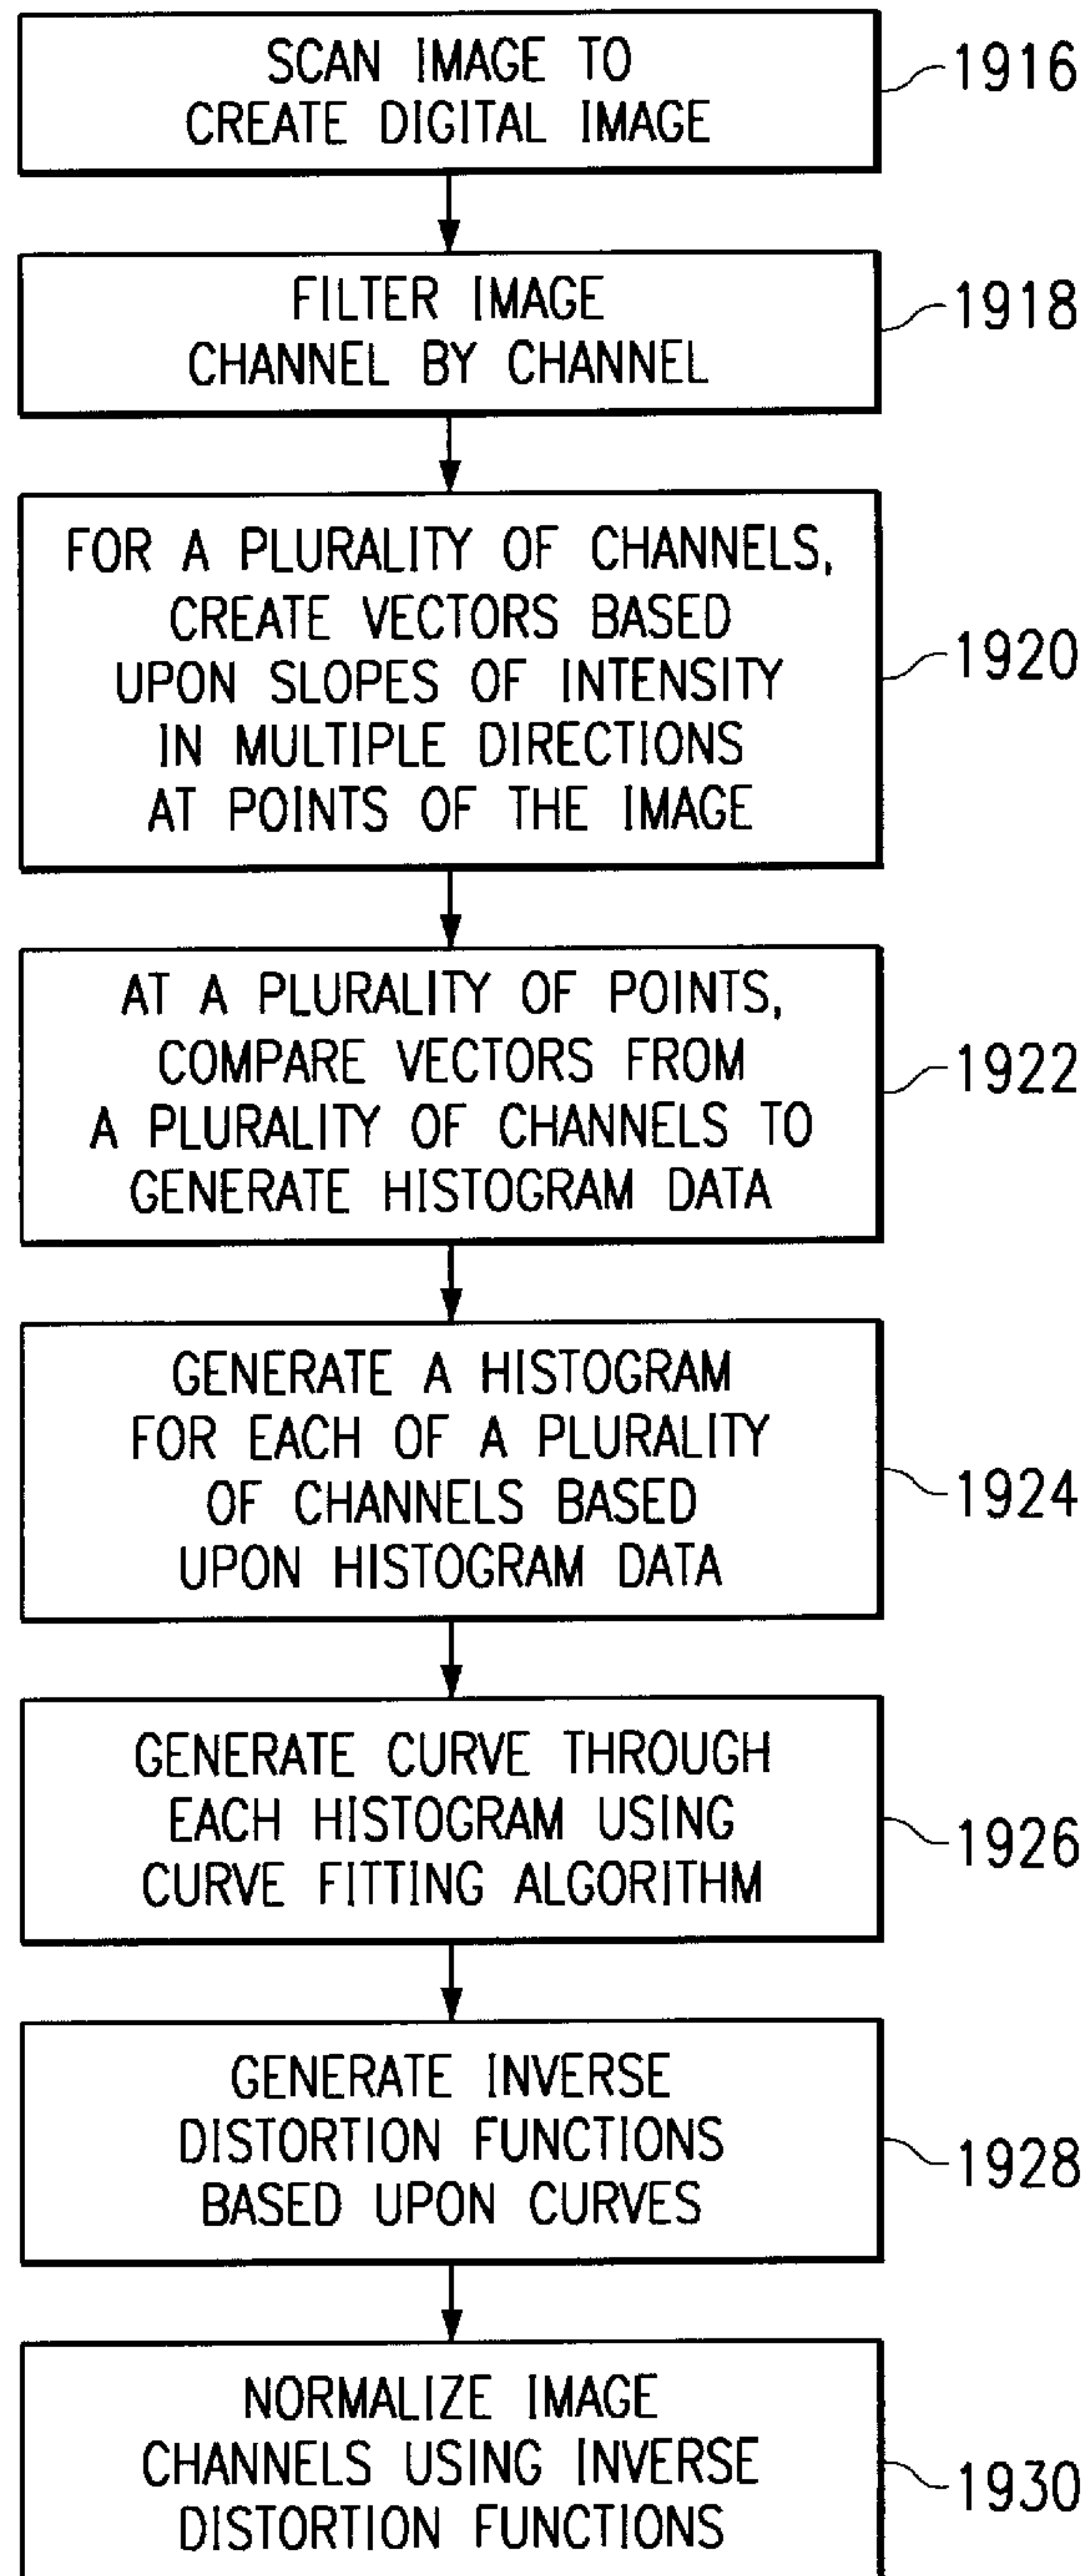 SCAN IMAGE TO
CREATE DIGITAL IMAGE
1916
FILTER IMAGE
CHANNEL BY CHANNEL
1918
FOR A PLURALITY OF CHANNELS,
CREATE VECTORS BASED
UPON SLOPES OF INTENSITY
IN MULTIPLE DIRECTIONS
AT POINTS OF THE IMAGE
1920
AT A PLURALITY OF POINTS,
COMPARE VECTORS FROM
A PLURALITY OF CHANNELS TO
GENERATE HISTOGRAM DATA
1922
GENERATE A HISTOGRAM
FOR EACH OF A PLURALITY
OF CHANNELS BASED
UPON HISTOGRAM DATA
1924
GENERATE CURVE THROUGH
EACH HISTOGRAM USING
CURVE FITTING ALGORITHM
1926
GENERATE INVERSE
DISTORTION FUNCTIONS
BASED UPON CURVES
1928
NORMALIZE IMAGE
CHANNELS USING INVERSE
DISTORTION FUNCTIONS
1930